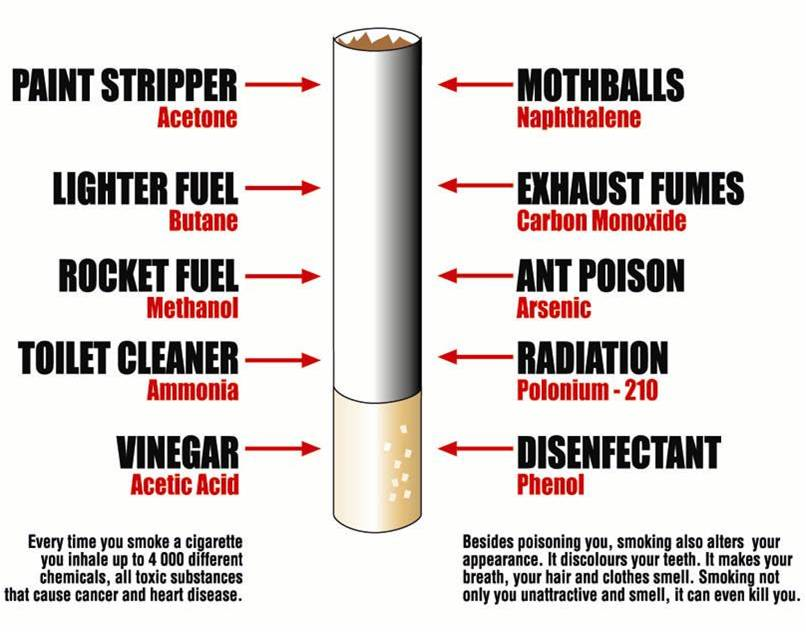 PAINT STRIPPER
Acetone
LIGHTER FUEL
Butane
ROCKET FUEL
Methanol
TOILET CLEANER
Ammonia
VINEGAR
Acetic Acid
MOTHBALLS
Naphthalene
EXHAUST FUMES
Carbon Monoxide
ANT POISON
Arsenic
RADIATION
Polonium - 210
DISENFECTANT
Phenol
Every time you smoke a cigarette
you inhale up to 4 000 different
chemicals, all toxic substances
that cause cancer and heart disease.
Besides poisoning you, smoking also alters your
appearance. It discolours your teeth. It makes your
breath, your hair and clothes smell. Smoking not
only you unattractive and smell, it can even kill you.